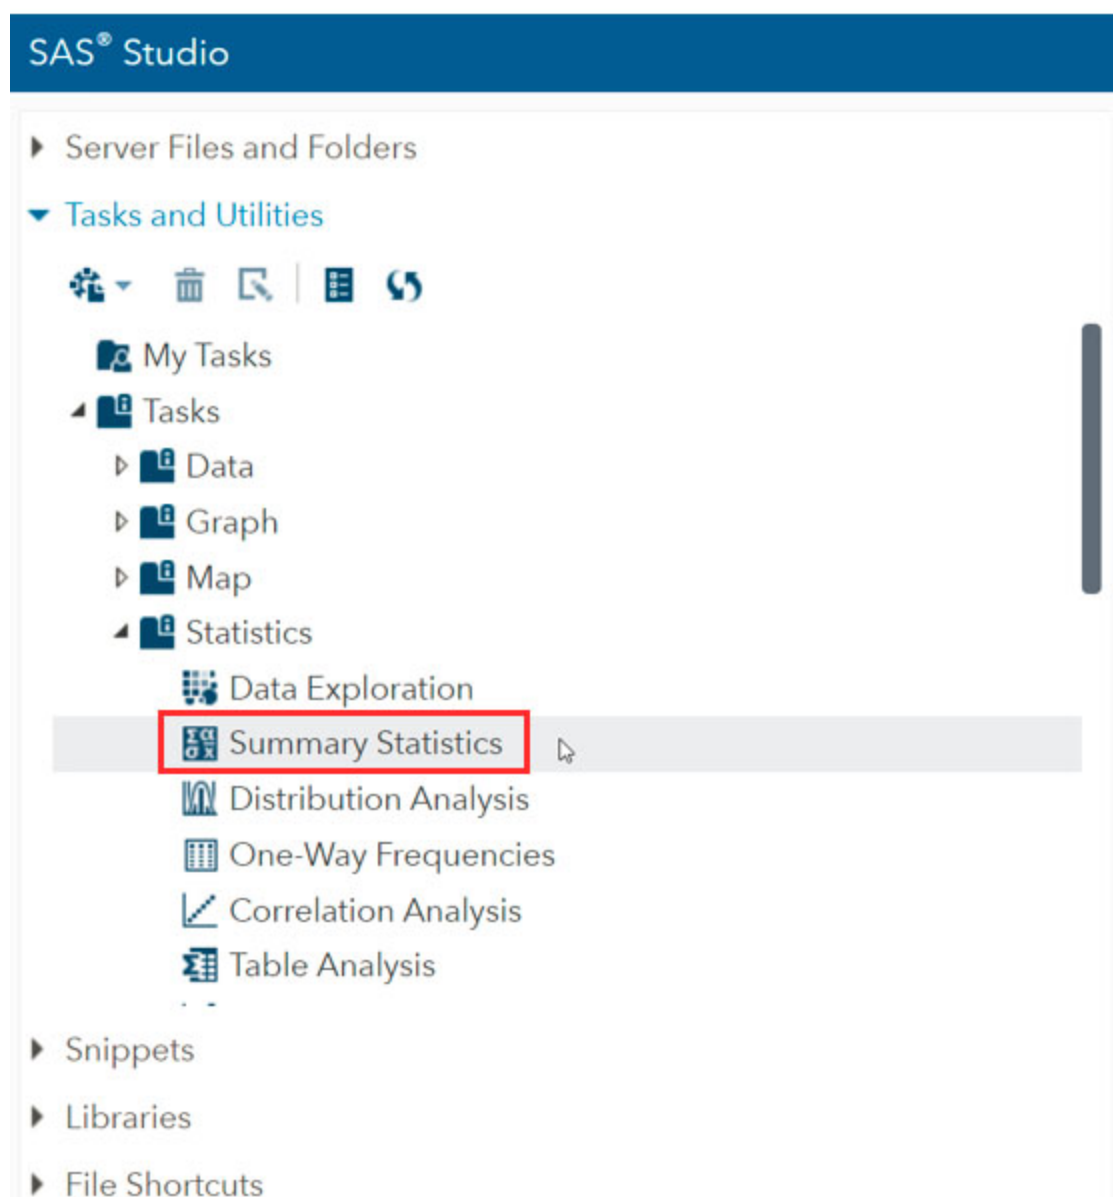 SAS® Studio
Server Files and Folders
Tasks and Utilities
My Tasks
Tasks
Data
Graph
Map
Statistics
Data Exploration
Summary Statistics
Distribution Analysis
One-Way Frequencies
Correlation Analysis
Table Analysis
Snippets
Libraries
File Shortcuts